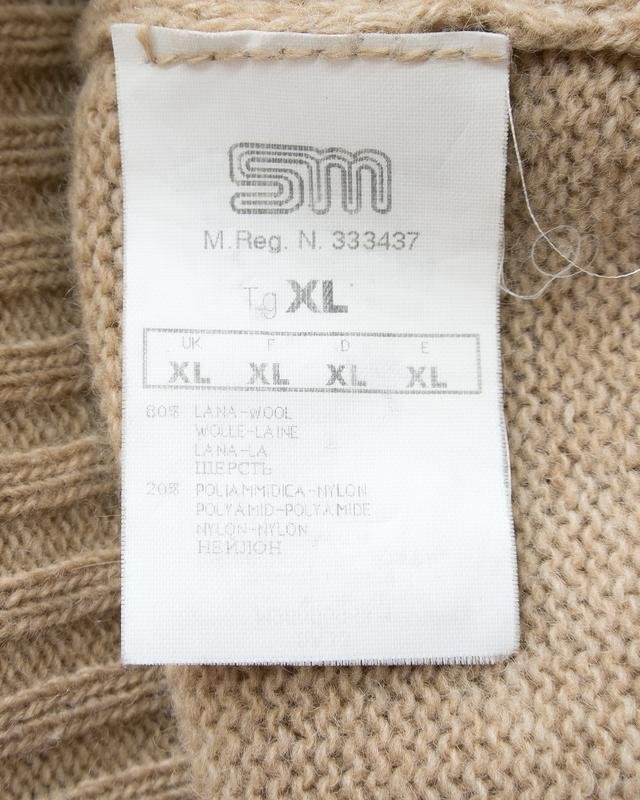 sm
M.Reg. N. 333437
Tg XL
UK F D E
XL XL XL XL
80% LANA-WOOL
WOLLE-LAINE
LANA-LA
ШЕРСТЬ
20% POLIAMMIDICA-NYLON
POLYAMID-POLYAMIDE
NYLON-NYLON
НЕЙЛОН